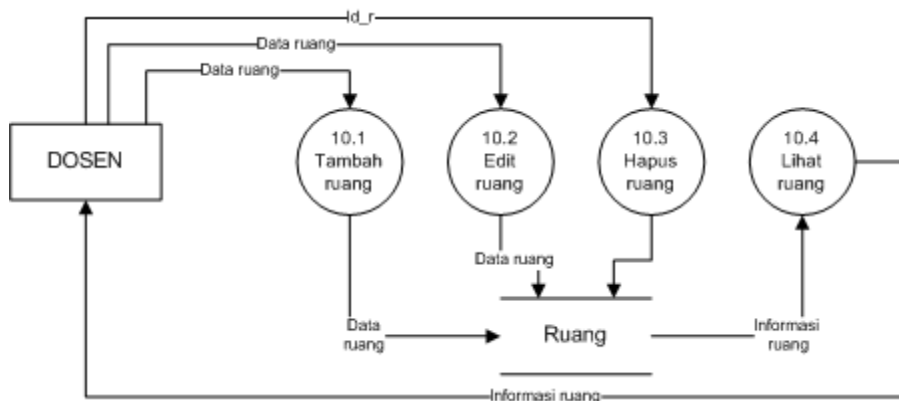 Id_r
Data ruang
Data ruang
DOSEN
10.1
Tambah
ruang
10.2
Edit
ruang
10.3
Hapus
ruang
10.4
Lihat
ruang
Data ruang
Data
ruang
Ruang
Informasi
ruang
Informasi ruang